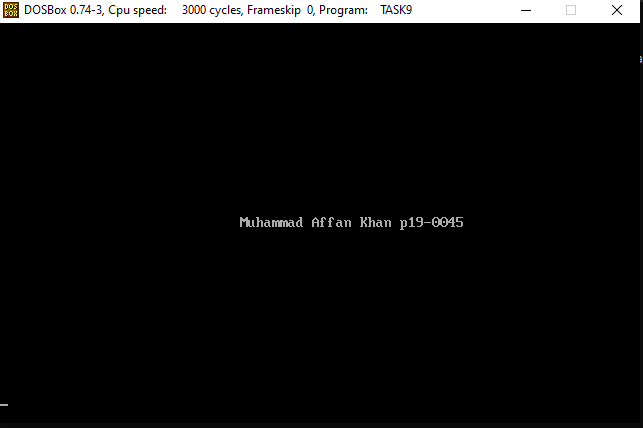 DOSBox 0.74-3, Cpu speed: 3000 cycles, Frameskip 0, Program: TASK9
Muhammad Affan Khan p19-0045